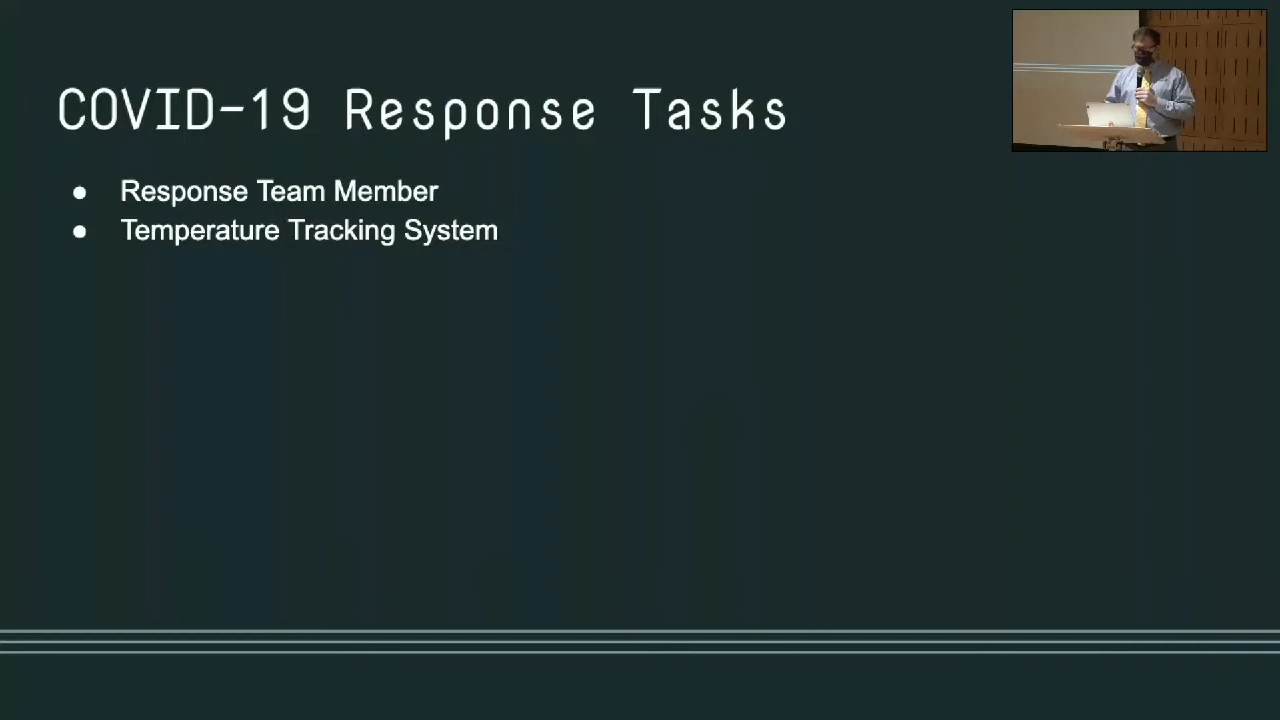 COVID-19 Response Tasks
● Response Team Member
● Temperature Tracking System